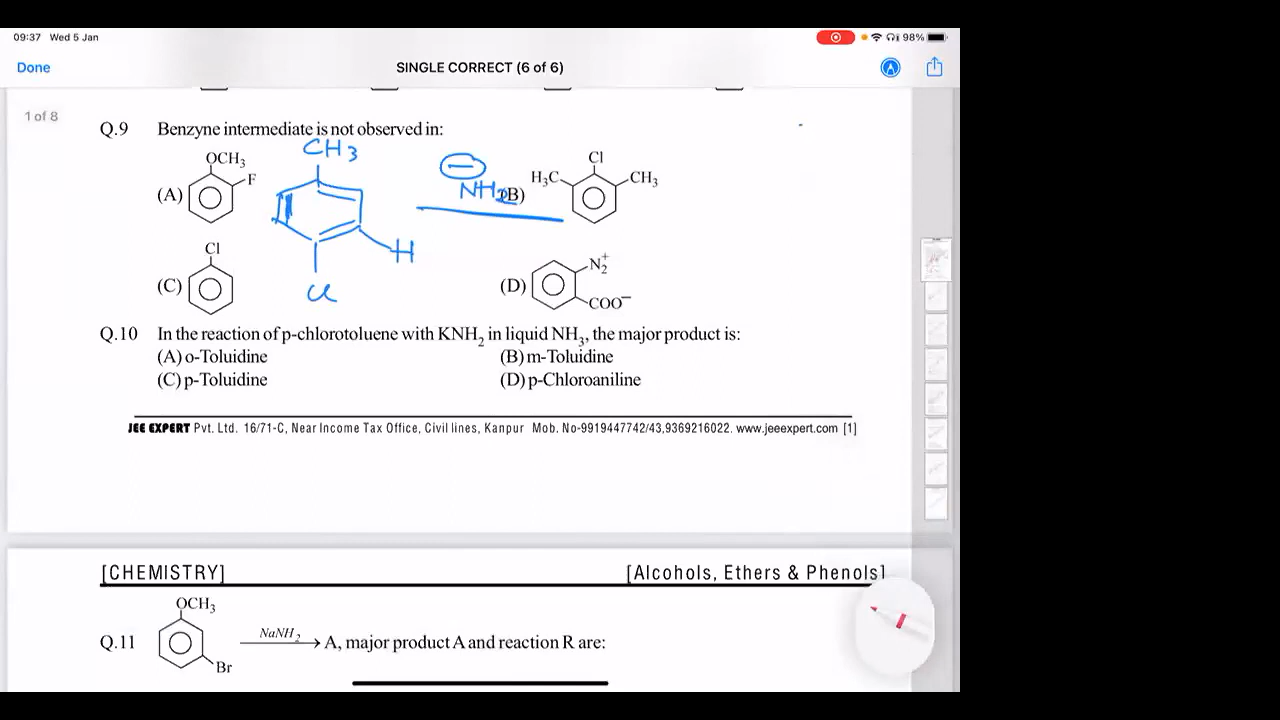 09:37 Wed 5 Jan 98%
Done SINGLE CORRECT (6 of 6)
1 of 8
Q.9 Benzyne intermediate is not observed in:
CH3
OCH3
F
(A)
⊖
NH2
(B)
Cl
H3C CH3
H
Cl
Cl
(C)
(D)
N2+
COO−
Q.10 In the reaction of p-chlorotoluene with KNH2 in liquid NH3, the major product is:
(A) o-Toluidine (B) m-Toluidine
(C) p-Toluidine (D) p-Chloroaniline
JEE EXPERT Pvt. Ltd. 16/71-C, Near Income Tax Office, Civil lines, Kanpur Mob. No-9919447742/43,9369216022. www.jeeexpert.com [1]
[CHEMISTRY] [Alcohols, Ethers & Phenols]
OCH3
Q.11 NaNH2 → A, major product A and reaction R are:
Br